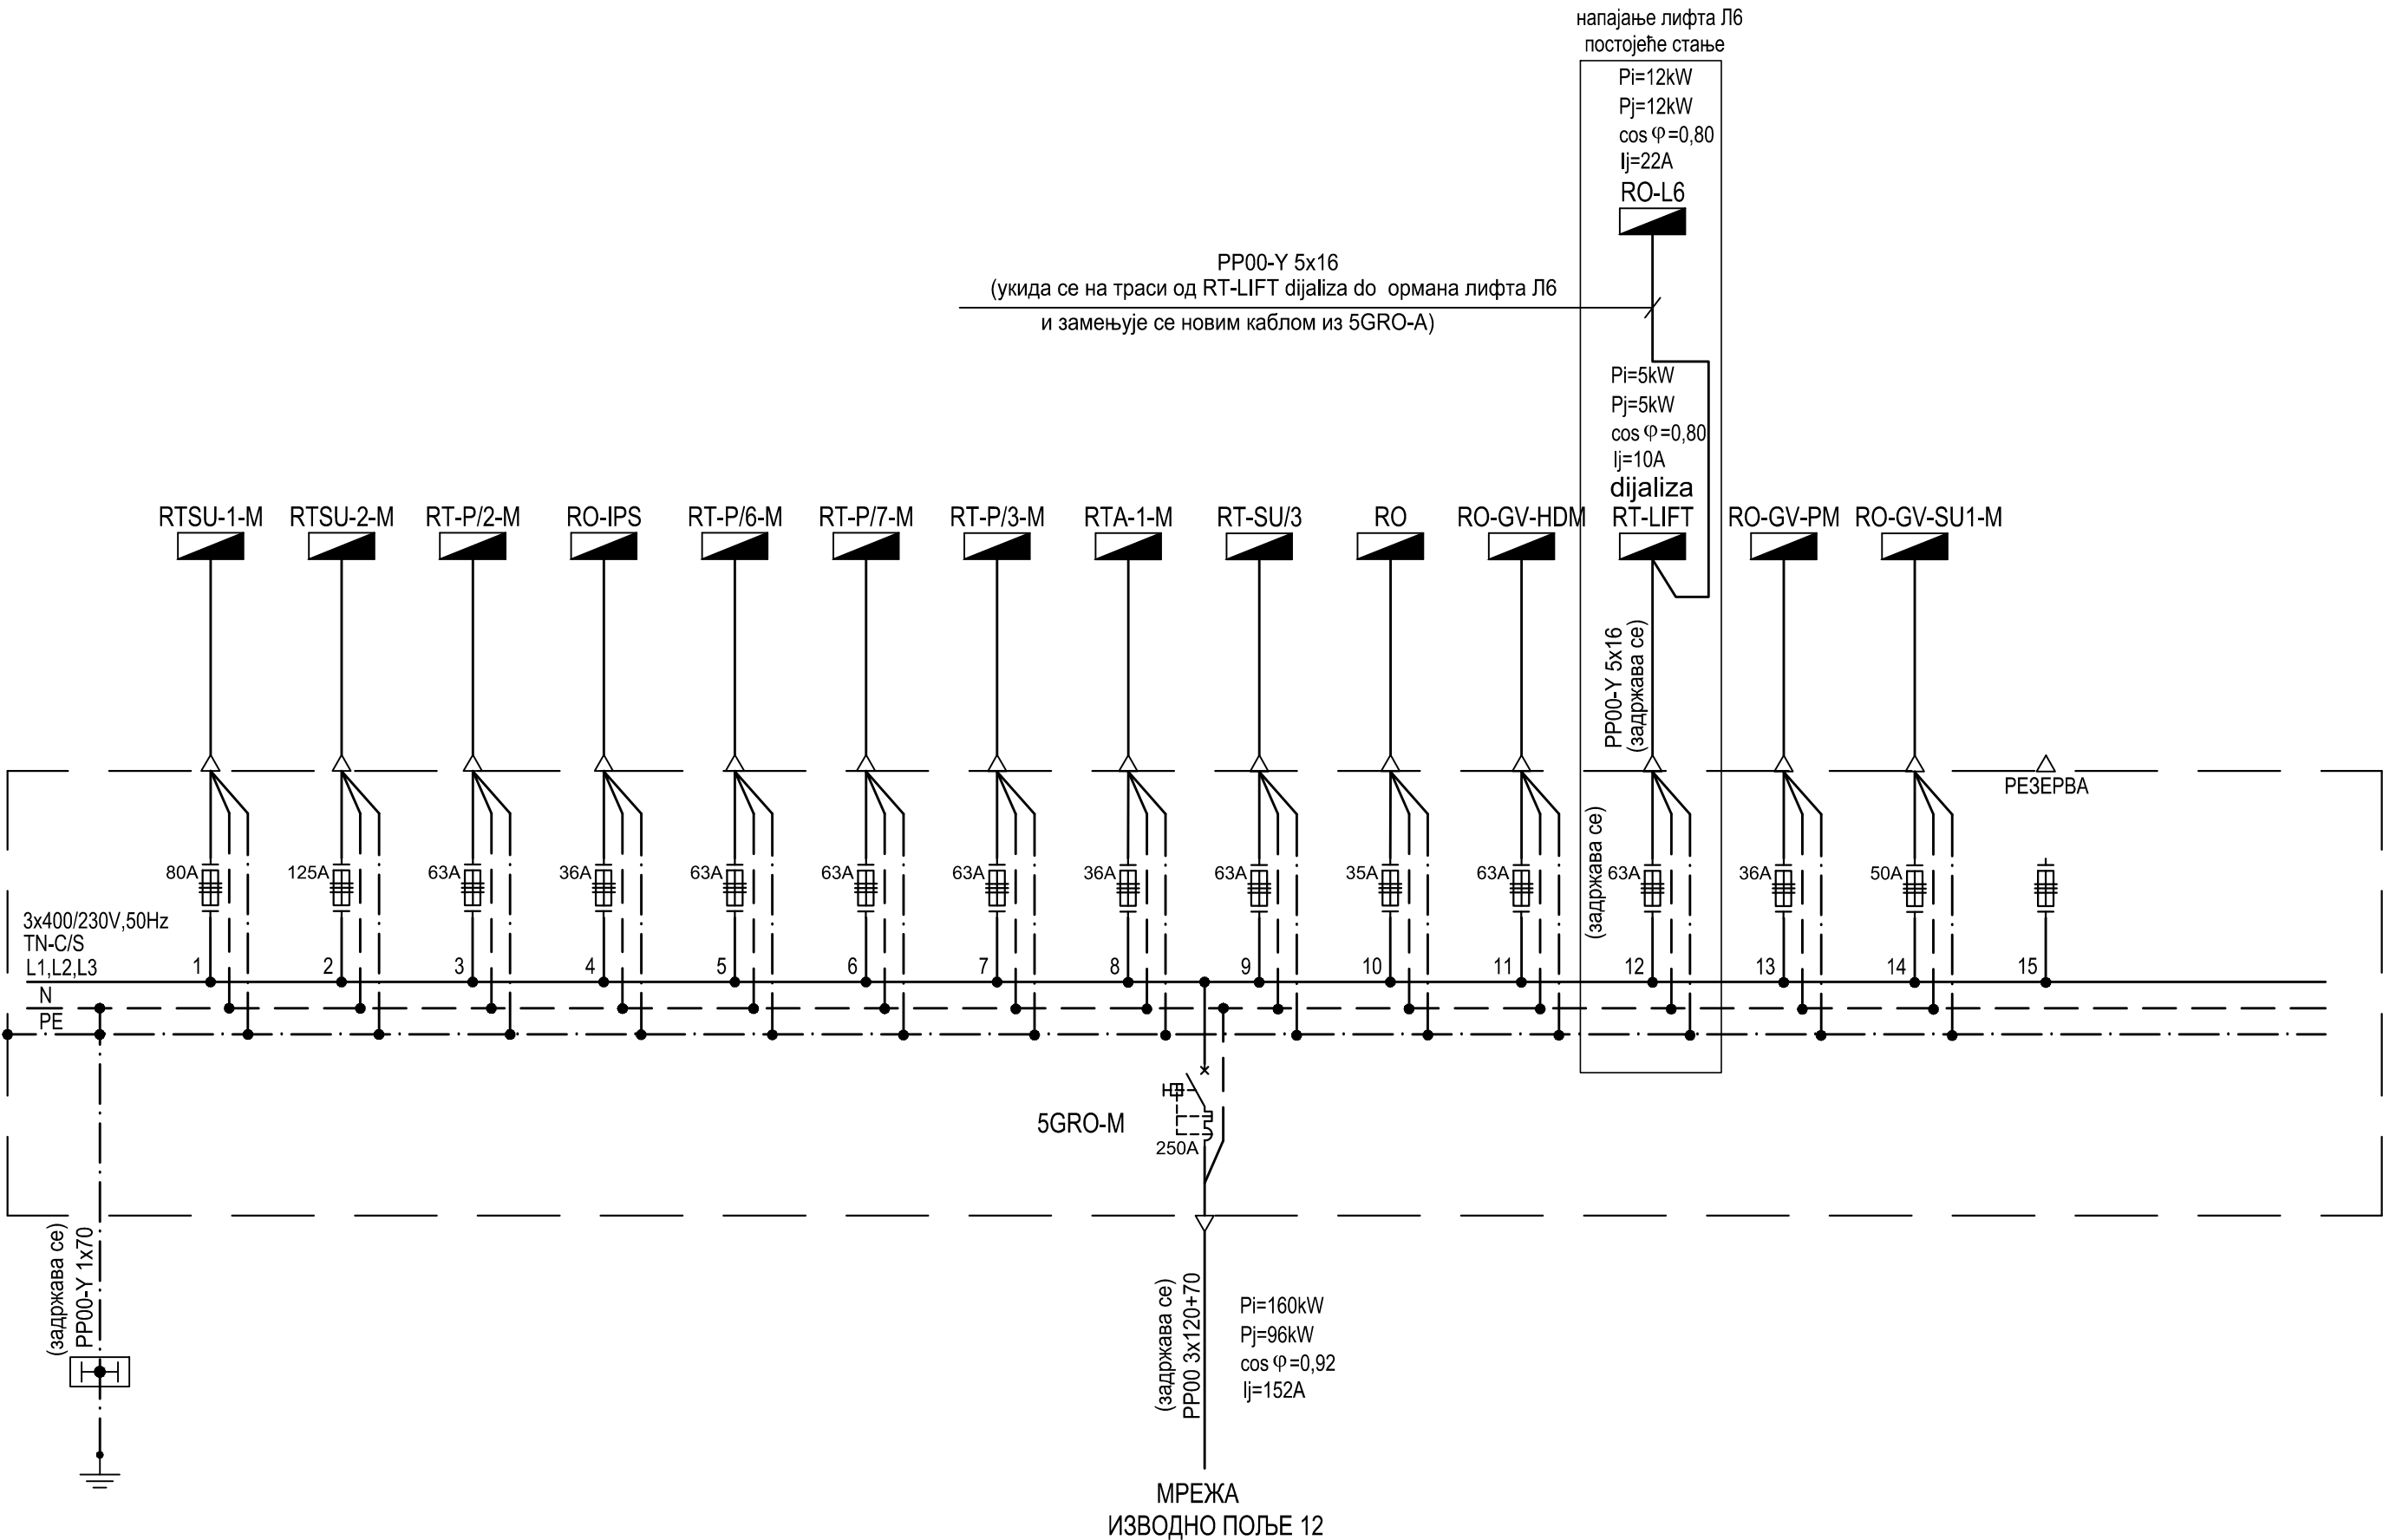 напајање лифта Л6
постојеће стање
Pi=12kW
Pj=12kW
cos φ=0,80
Ij=22A
RO-L6
PP00-Y 5x16
(укида се на траси од RT-LIFT dijaliza do ормана лифта Л6
и замењује се новим каблом из 5GRO-A)
Pi=5kW
Pj=5kW
cos φ=0,80
Ij=10A
dijaliza
RTSU-1-M RTSU-2-M RT-P/2-M RO-IPS RT-P/6-M RT-P/7-M RT-P/3-M RTA-1-M RT-SU/3 RO RO-GV-HDM RT-LIFT RO-GV-PM RO-GV-SU1-M
PP00-Y 5x16
(задржава се)
РЕЗЕРВА
(задржава се)
80A 125A 63A 36A 63A 63A 63A 36A 63A 35A 63A 63A 36A 50A
3x400/230V,50Hz
TN-C/S
L1,L2,L3 1 2 3 4 5 6 7 8 9 10 11 12 13 14 15
N
PE
5GRO-M
250A
(задржава се)
PP00-Y 1x70
(задржава се)
PP00 3x120+70
Pi=160kW
Pj=96kW
cos φ=0,92
Ij=152A
МРЕЖА
ИЗВОДНО ПОЉЕ 12